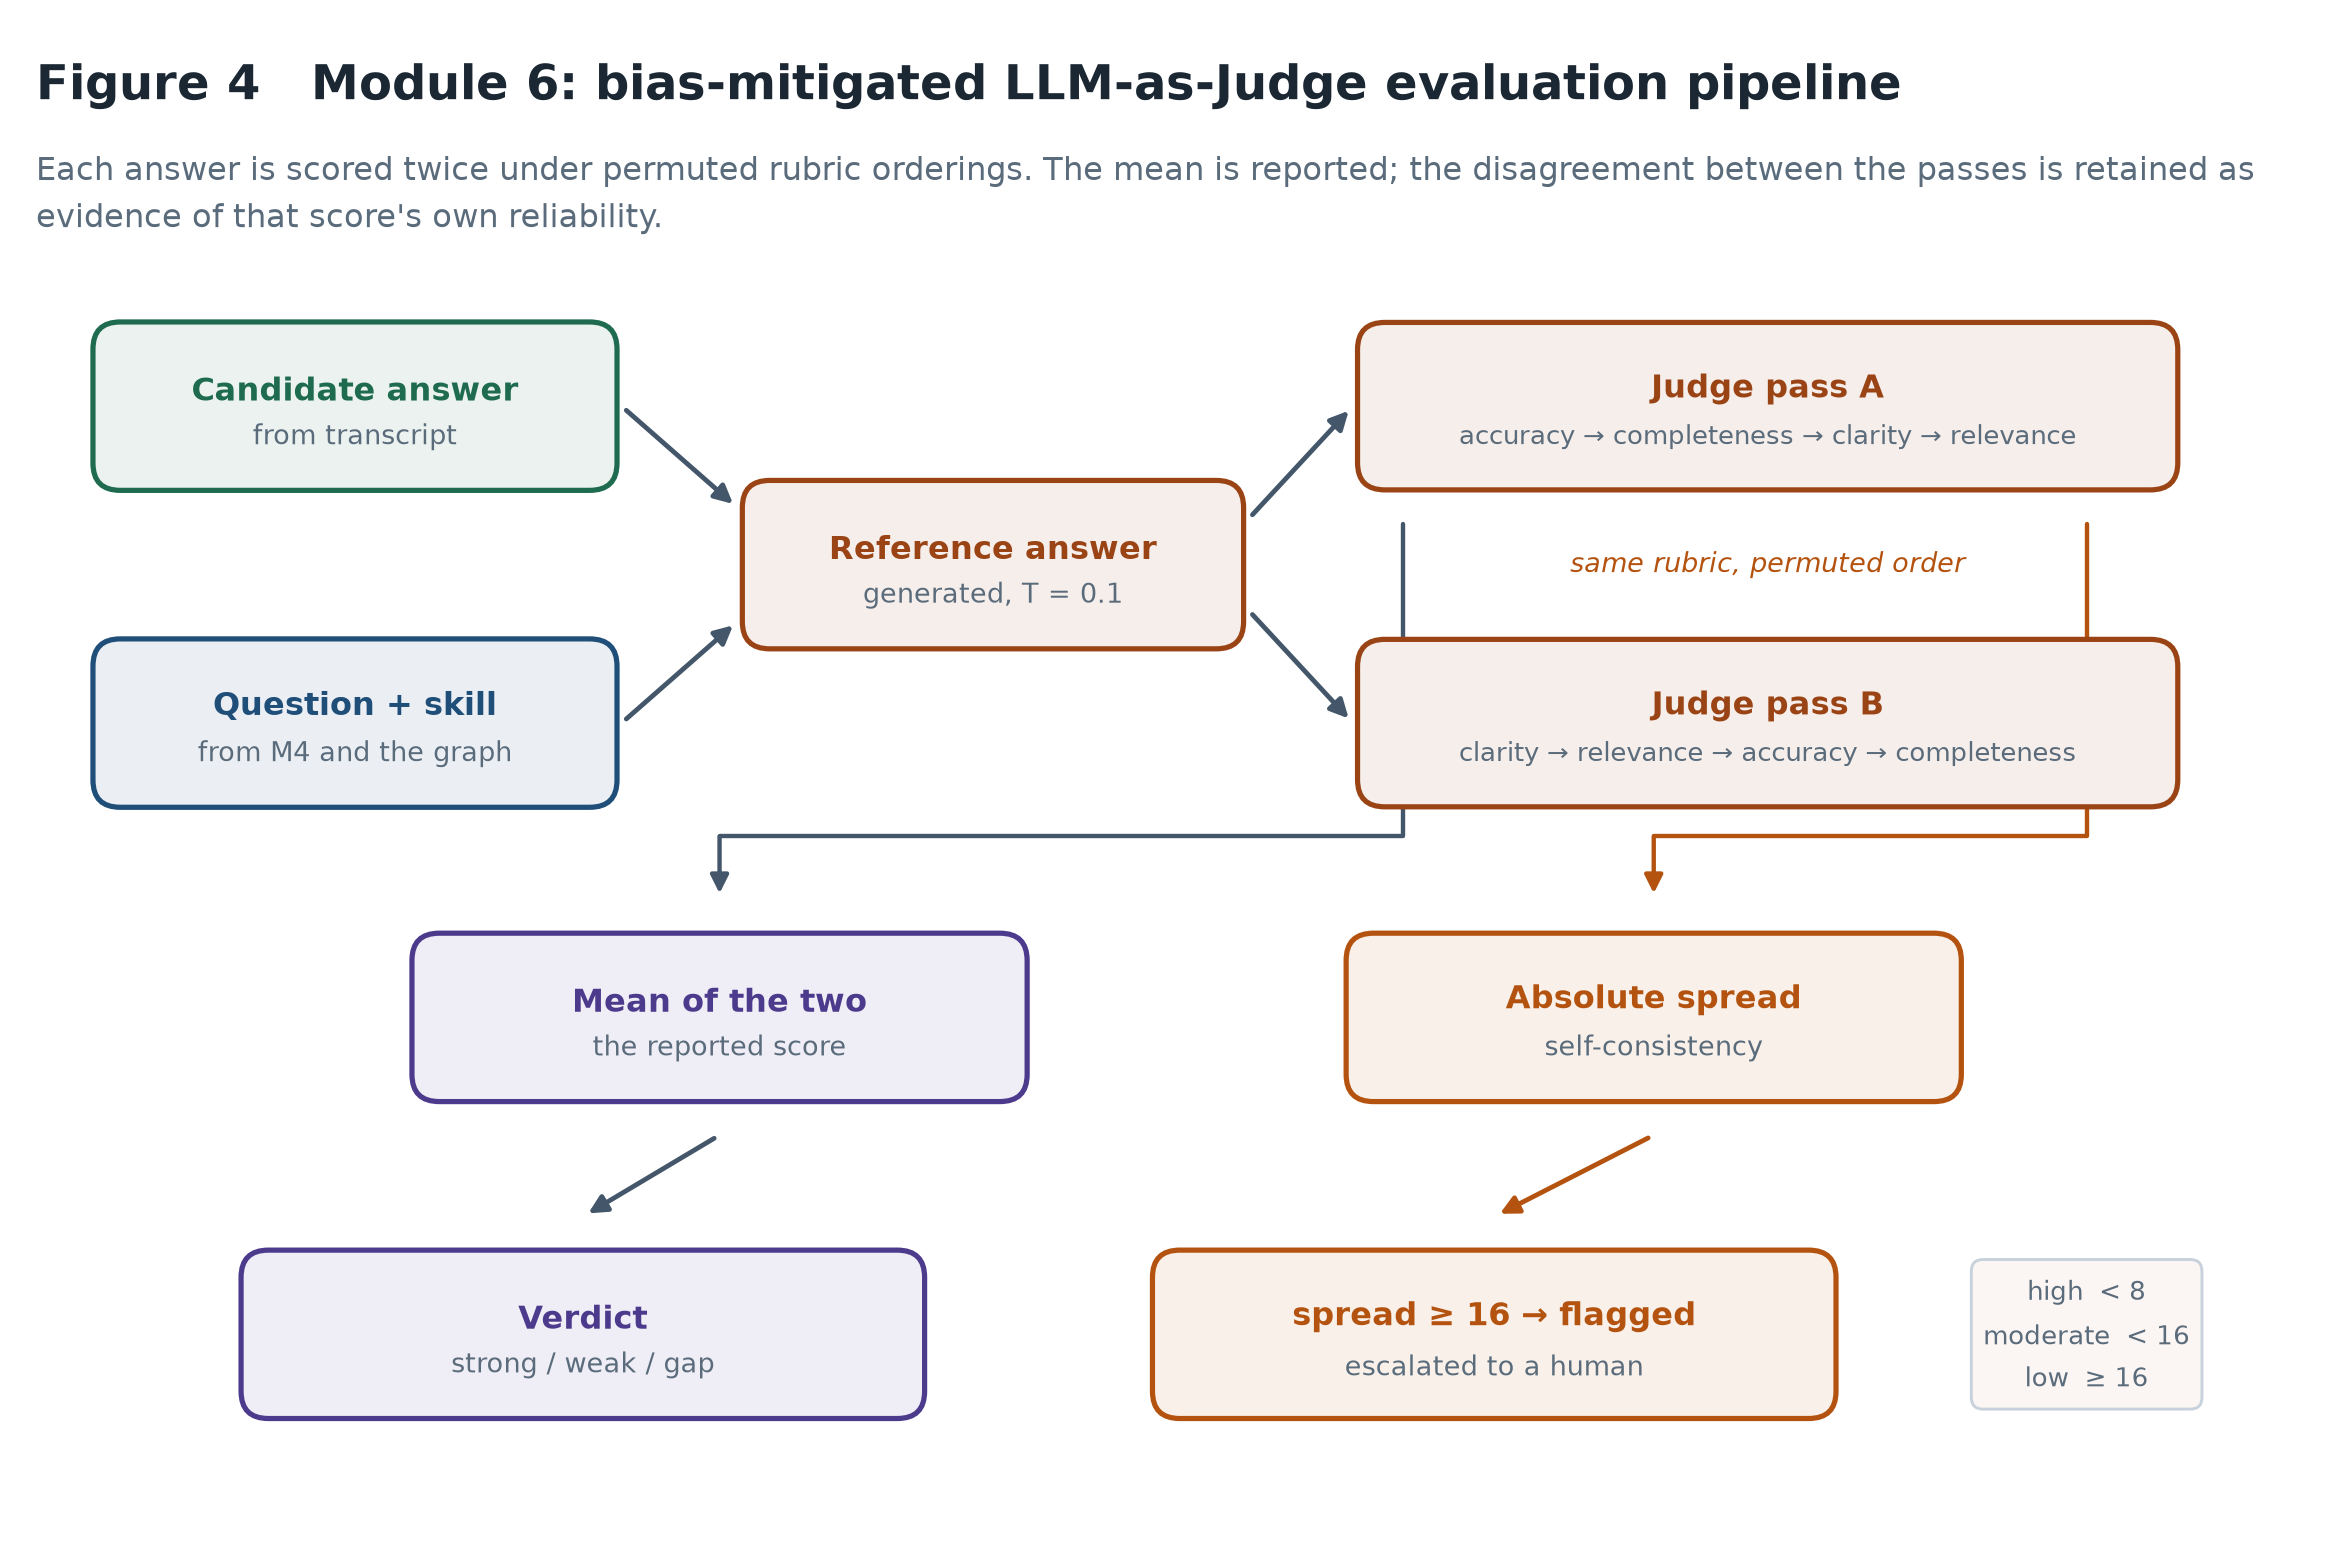 Figure 4   Module 6: bias-mitigated LLM-as-Judge evaluation pipeline
Each answer is scored twice under permuted rubric orderings. The mean is reported; the disagreement between the passes is retained as
evidence of that score's own reliability.
Candidate answer
from transcript
Judge pass A
accuracy → completeness → clarity → relevance
Reference answer
generated, T = 0.1
same rubric, permuted order
Question + skill
from M4 and the graph
Judge pass B
clarity → relevance → accuracy → completeness
Mean of the two
the reported score
Absolute spread
self-consistency
Verdict
strong / weak / gap
spread ≥ 16 → flagged
escalated to a human
high < 8
moderate < 16
low ≥ 16